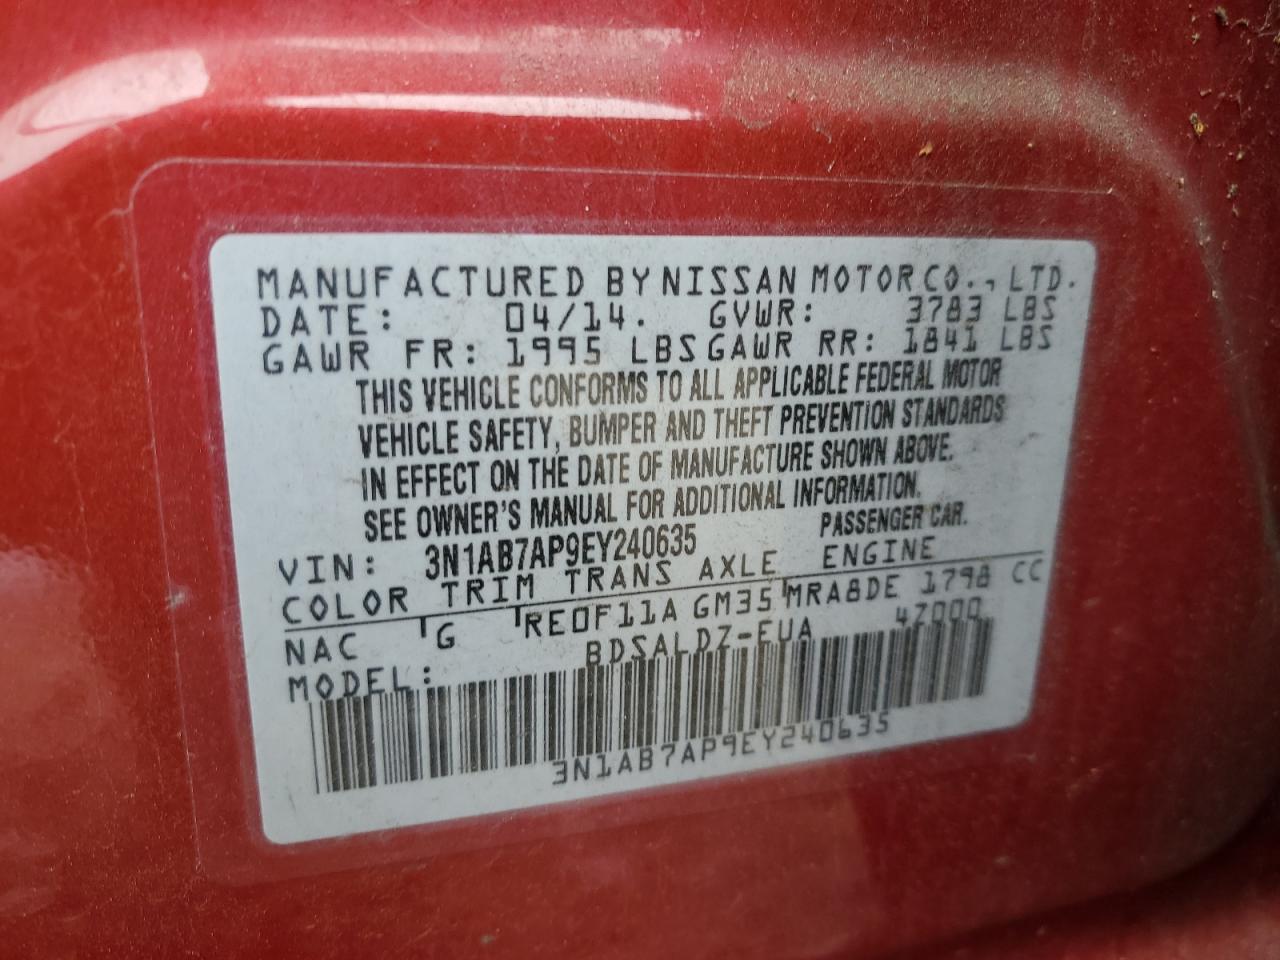 MANUFACTURED BY NISSAN MOTOR CO., LTD.
DATE: 04/14. GVWR: 3783 LBS
GAWR FR: 1995 LBS GAWR RR: 1841 LBS
THIS VEHICLE CONFORMS TO ALL APPLICABLE FEDERAL MOTOR
VEHICLE SAFETY, BUMPER AND THEFT PREVENTION STANDARDS
IN EFFECT ON THE DATE OF MANUFACTURE SHOWN ABOVE.
SEE OWNER'S MANUAL FOR ADDITIONAL INFORMATION.
VIN: 3N1AB7AP9EY240635 PASSENGER CAR.
COLOR TRIM TRANS AXLE ENGINE
NAC G RE0F11A GM35 MRA8DE 1798 CC
MODEL: BDSALDZ-EUA 4Z000
3N1AB7AP9EY240635